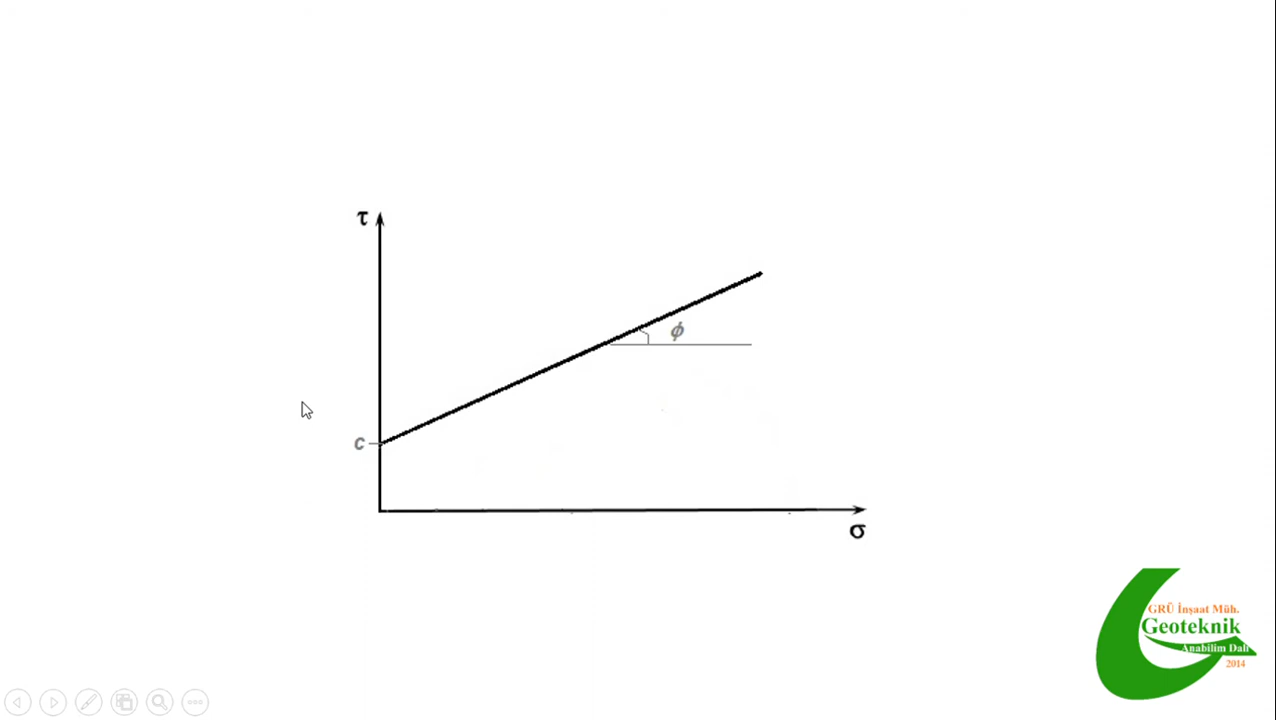 τ
ϕ
c
σ
GRÜ İnşaat Müh.
Geoteknik
Anabilim Dalı
2014